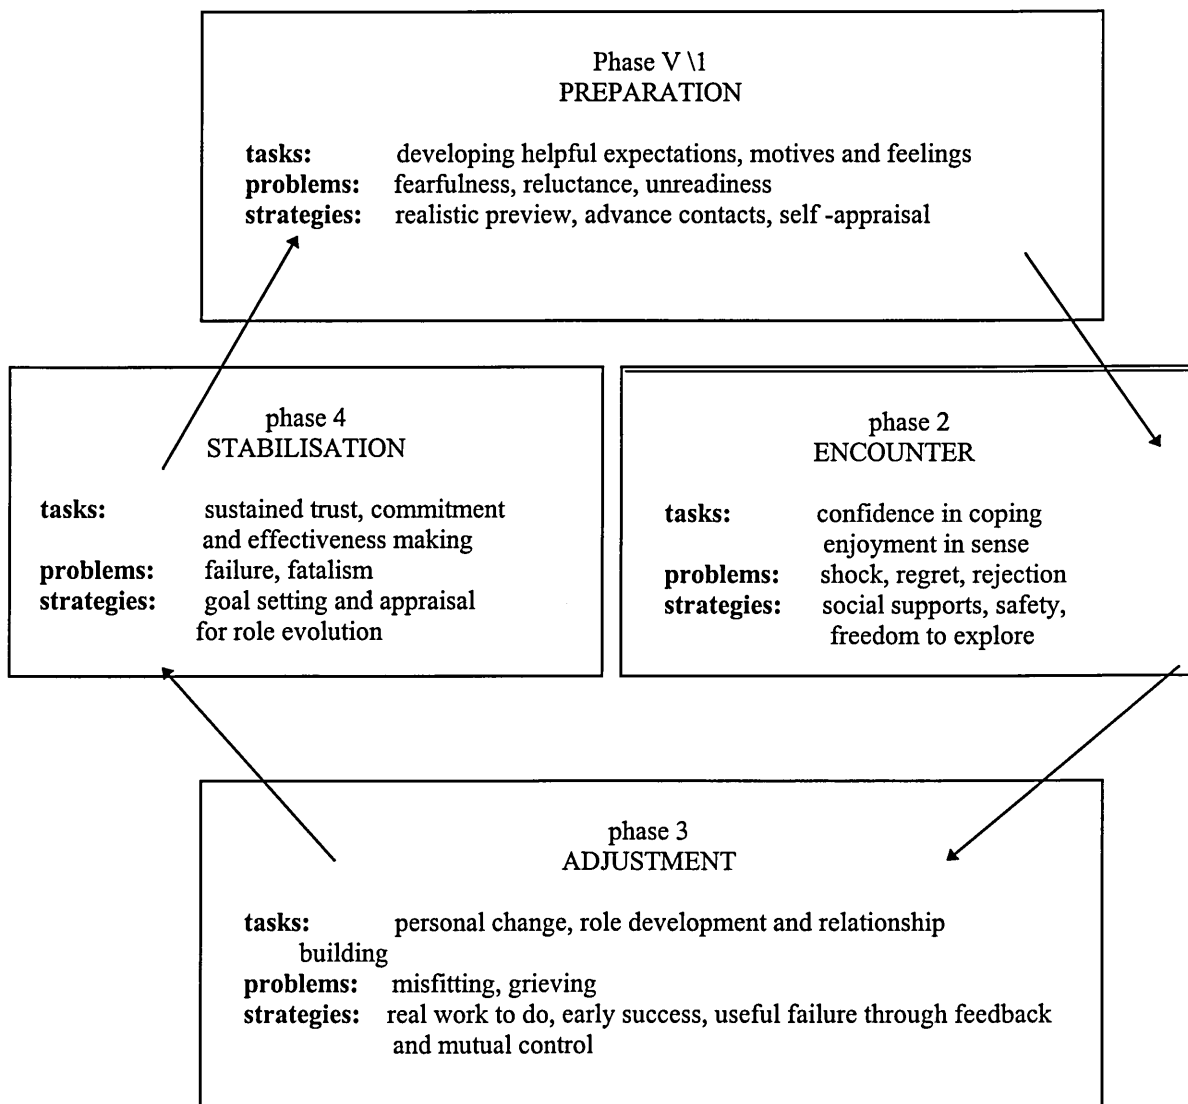 Phase V \1
PREPARATION
tasks: developing helpful expectations, motives and feelings
problems: fearfulness, reluctance, unreadiness
strategies: realistic preview, advance contacts, self -appraisal
phase 4
STABILISATION
tasks: sustained trust, commitment
and effectiveness making
problems: failure, fatalism
strategies: goal setting and appraisal
for role evolution
phase 2
ENCOUNTER
tasks: confidence in coping
enjoyment in sense
problems: shock, regret, rejection
strategies: social supports, safety,
freedom to explore
phase 3
ADJUSTMENT
tasks: personal change, role development and relationship
building
problems: misfitting, grieving
strategies: real work to do, early success, useful failure through feedback
and mutual control